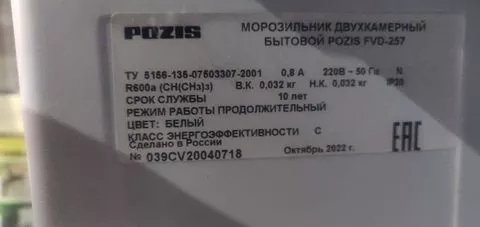 POZIS
МОРОЗИЛЬНИК ДВУХКАМЕРНЫЙ
БЫТОВОЙ POZIS FVD-257
ТУ 5156-135-07503307-2001 0,8 А 220В ~ 50 Гц N
R600a (CH(CH₃)₃) В.К. 0,032 кг Н.К. 0,032 кг IP20
СРОК СЛУЖБЫ 10 лет
РЕЖИМ РАБОТЫ ПРОДОЛЖИТЕЛЬНЫЙ
ЦВЕТ: БЕЛЫЙ
КЛАСС ЭНЕРГОЭФФЕКТИВНОСТИ С
Сделано в России
№ 039CV20040718 Октябрь 2022 г.
EAC